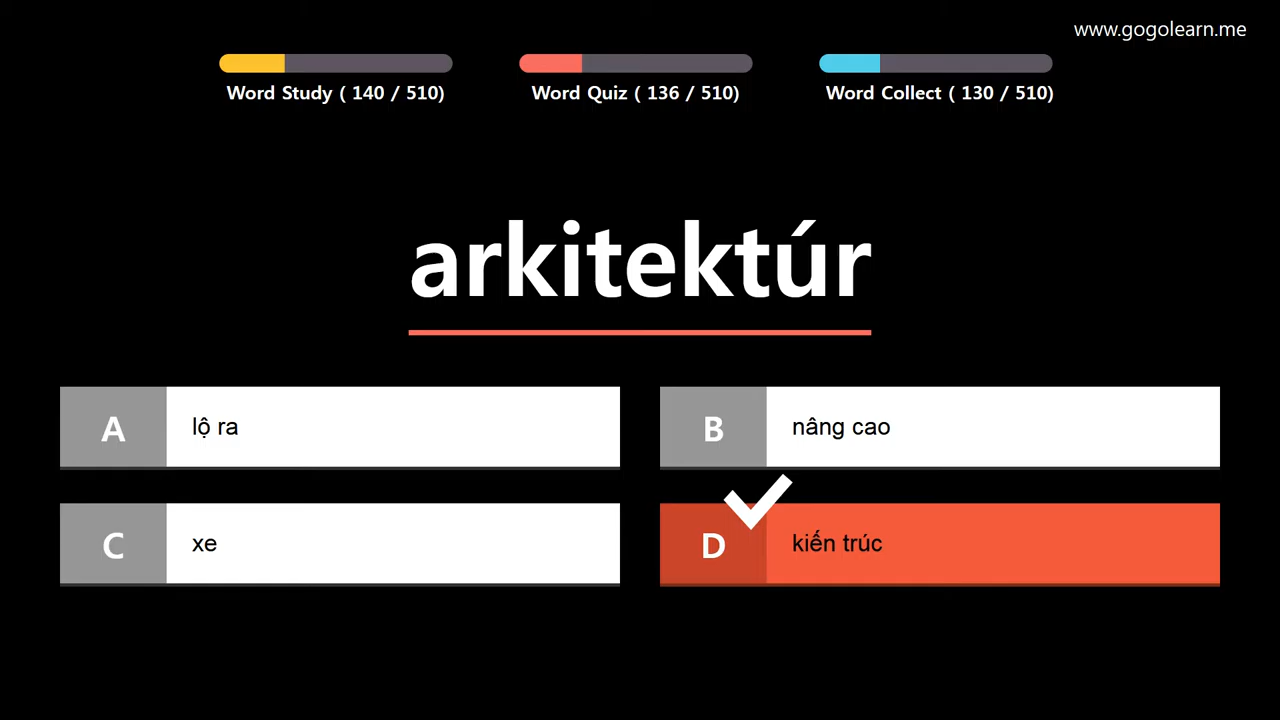 www.gogolearn.me
Word Study ( 140 / 510)
Word Quiz ( 136 / 510)
Word Collect ( 130 / 510)
arkitektúr
A
lộ ra
B
nâng cao
C
xe
D
kiến trúc